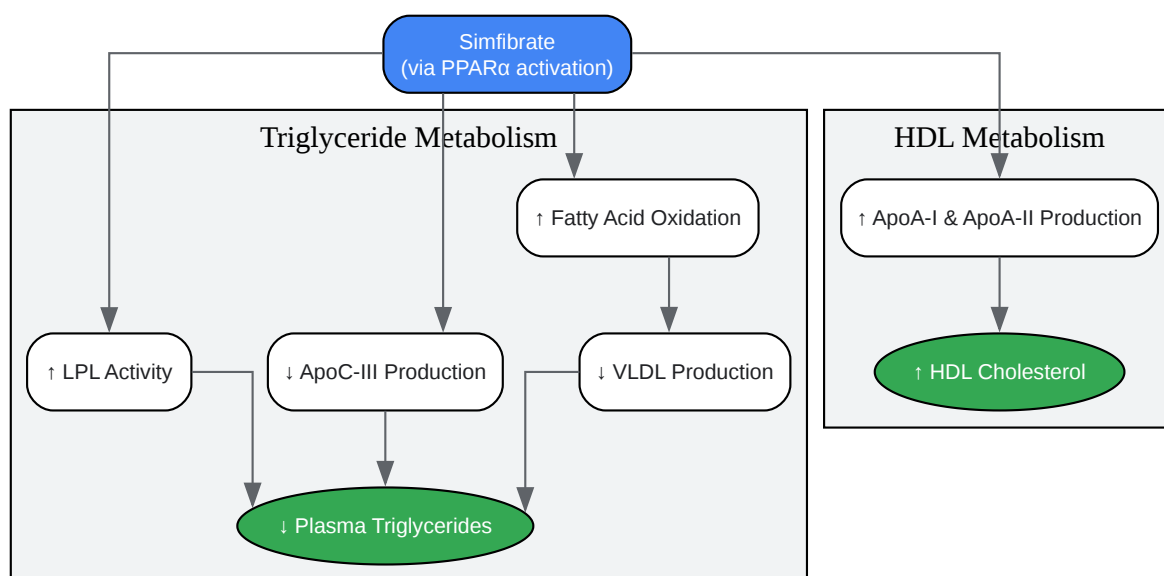 Simfibrate
(via PPARα activation)
Triglyceride Metabolism
HDL Metabolism
↑ Fatty Acid Oxidation
↑ ApoA-I & ApoA-II Production
↑ LPL Activity
↓ ApoC-III Production
↓ VLDL Production
↑ HDL Cholesterol
↓ Plasma Triglycerides